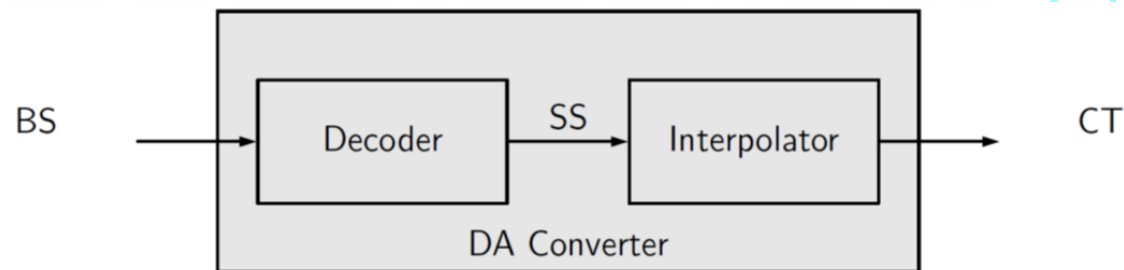 BS
Decoder
SS
Interpolator
CT
DA Converter